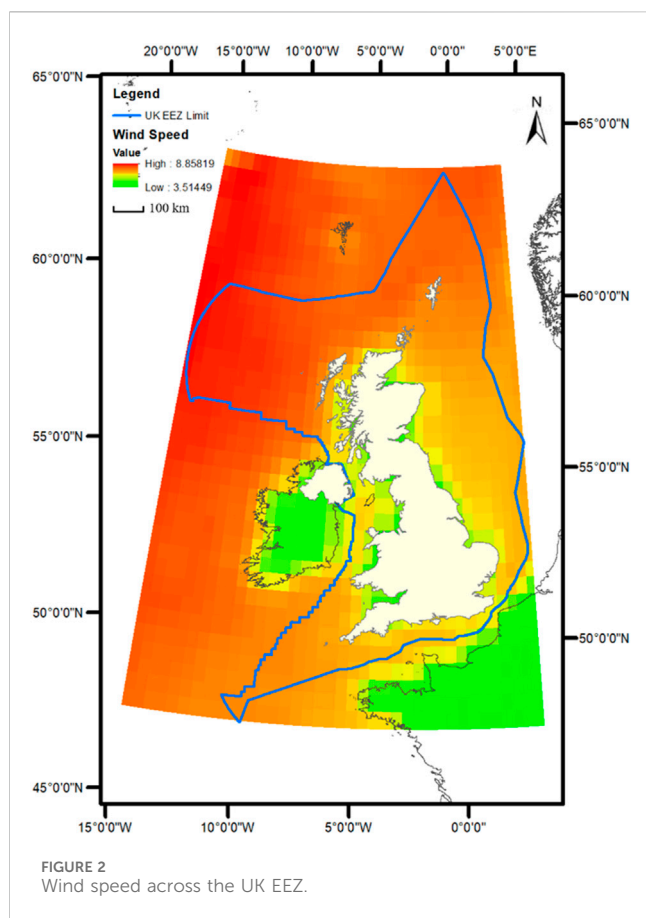 20°0'0"W 15°0'0"W 10°0'0"W 5°0'0"W 0°0'0" 5°0'0"E
65°0'0"N
Legend
UK EEZ Limit
Wind Speed
Value
High : 8.85819
Low : 3.51449
100 km
N
65°0'0"N
60°0'0"N
60°0'0"N
55°0'0"N
55°0'0"N
50°0'0"N
50°0'0"N
45°0'0"N
15°0'0"W 10°0'0"W 5°0'0"W 0°0'0"
FIGURE 2
Wind speed across the UK EEZ.